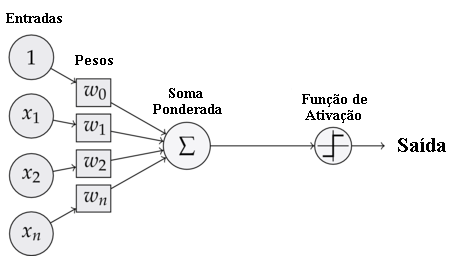 Entradas
1
x₁
x₂
xₙ
Pesos
w₀
w₁
w₂
wₙ
Soma
Ponderada
Σ
Função de
Ativação
Saída